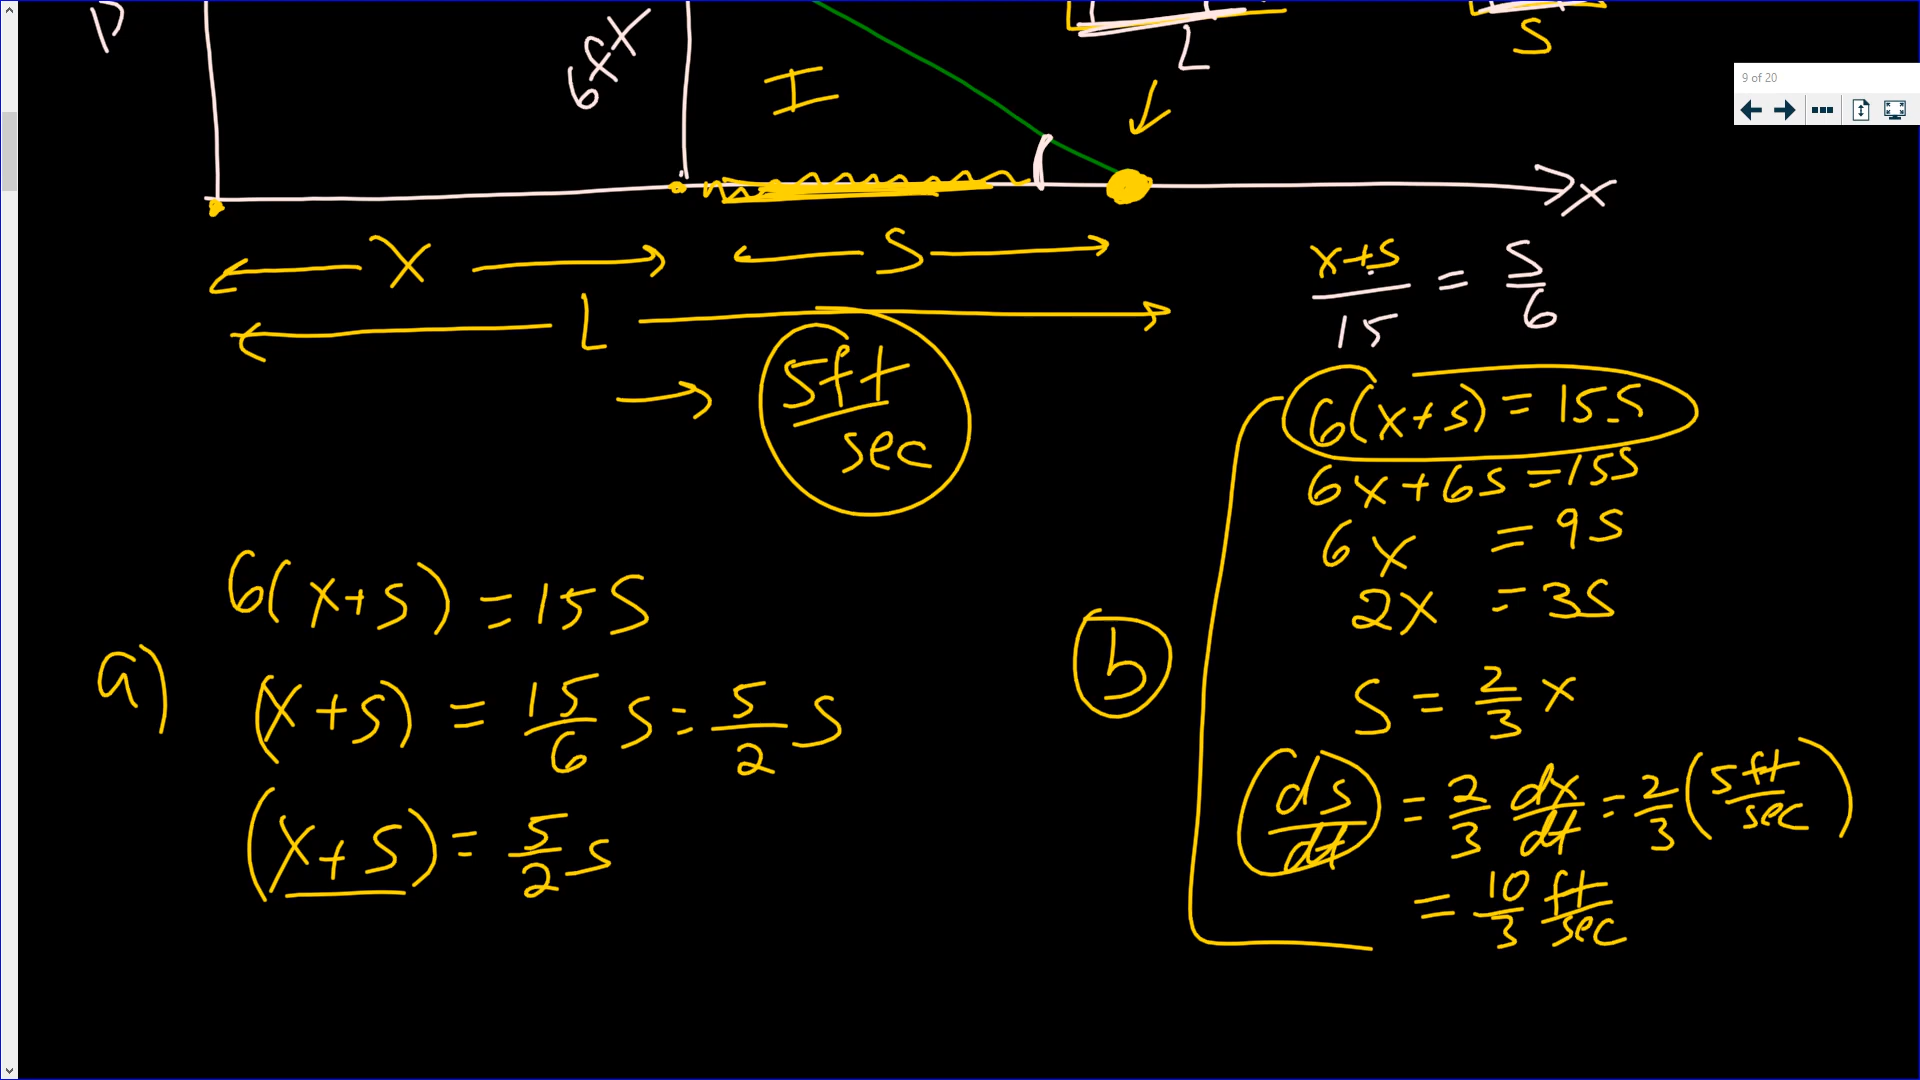 6ft
I
L
S
9 of 20
x
X
S
L
5ft/sec
(x+s)/15 = s/6
6(x+s) = 15S
6x+6s = 15S
6x = 9S
2x = 3S
b
S = 2/3 x
ds/dt = 2/3 dx/dt = 2/3 (5 ft/sec)
= 10/3 ft/sec
6(x+s) = 15S
a)
(x+s) = 15/6 S = 5/2 S
(x+s) = 5/2 s